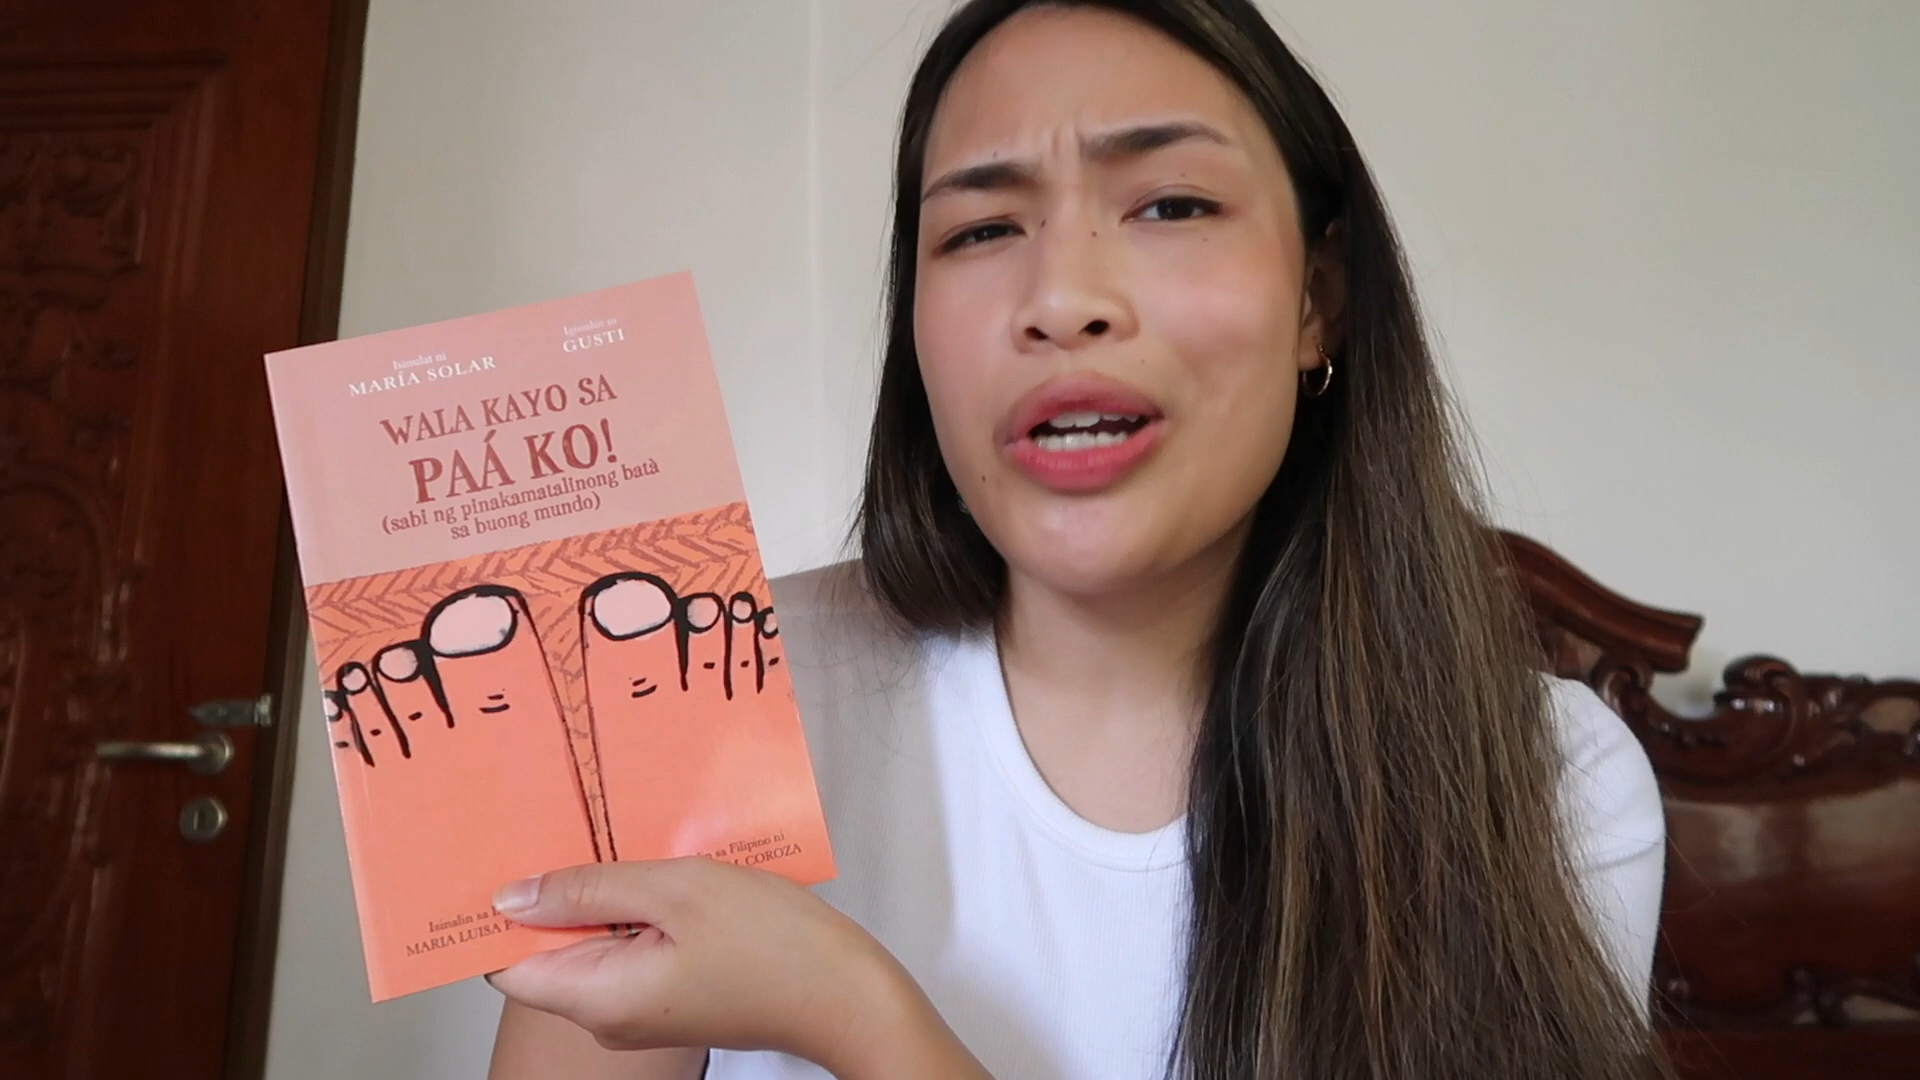 Isinulat ni
MARÍA SOLAR
Iginuhit ni
GUSTI
WALA KAYO SA
PAÁ KO!
(sabi ng pinakamatalinong batà
sa buong mundo)
sa Filipino ni
M. COROZA
Isinalin sa
MARIA LUISA P.